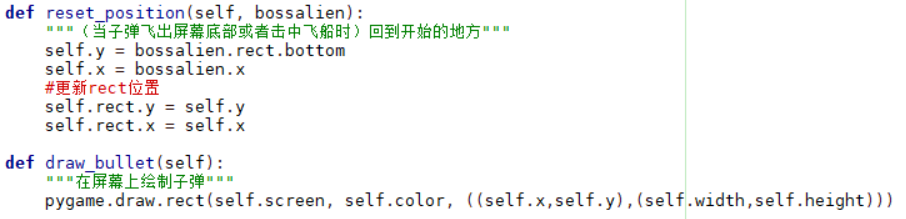 def reset_position(self, bossalien):
    """（当子弹飞出屏幕底部或者击中飞船时）回到开始的地方"""
    self.y = bossalien.rect.bottom
    self.x = bossalien.x
    #更新rect位置
    self.rect.y = self.y
    self.rect.x = self.x
def draw_bullet(self):
    """在屏幕上绘制子弹"""
    pygame.draw.rect(self.screen, self.color, ((self.x,self.y),(self.width,self.height)))